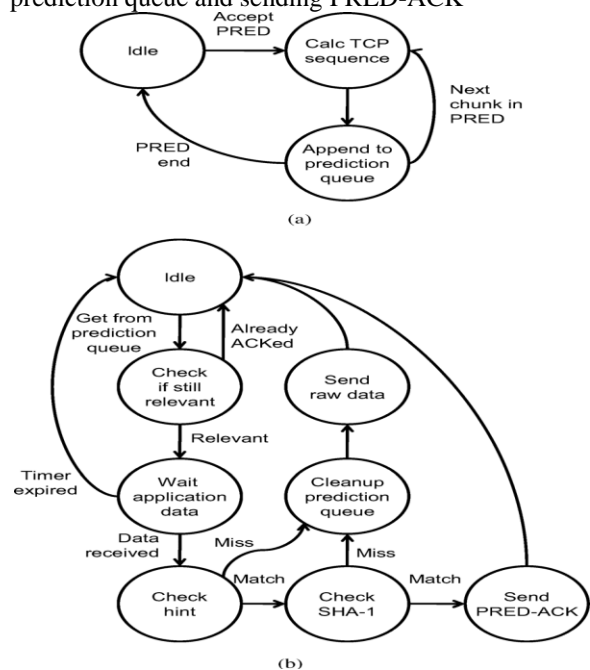 prediction queue and sending PRED-ACK
Idle
Accept
PRED
Calc TCP
sequence
Next
chunk in
PRED
PRED
end
Append to
prediction
queue
(a)
Idle
Get from
prediction
queue
Already
ACKed
Check
if still
relevant
Send
raw data
Relevant
Timer
expired
Wait
application
data
Cleanup
prediction
queue
Data
received
Miss
Miss
Match
Match
Check
hint
Check
SHA-1
Send
PRED-ACK
(b)